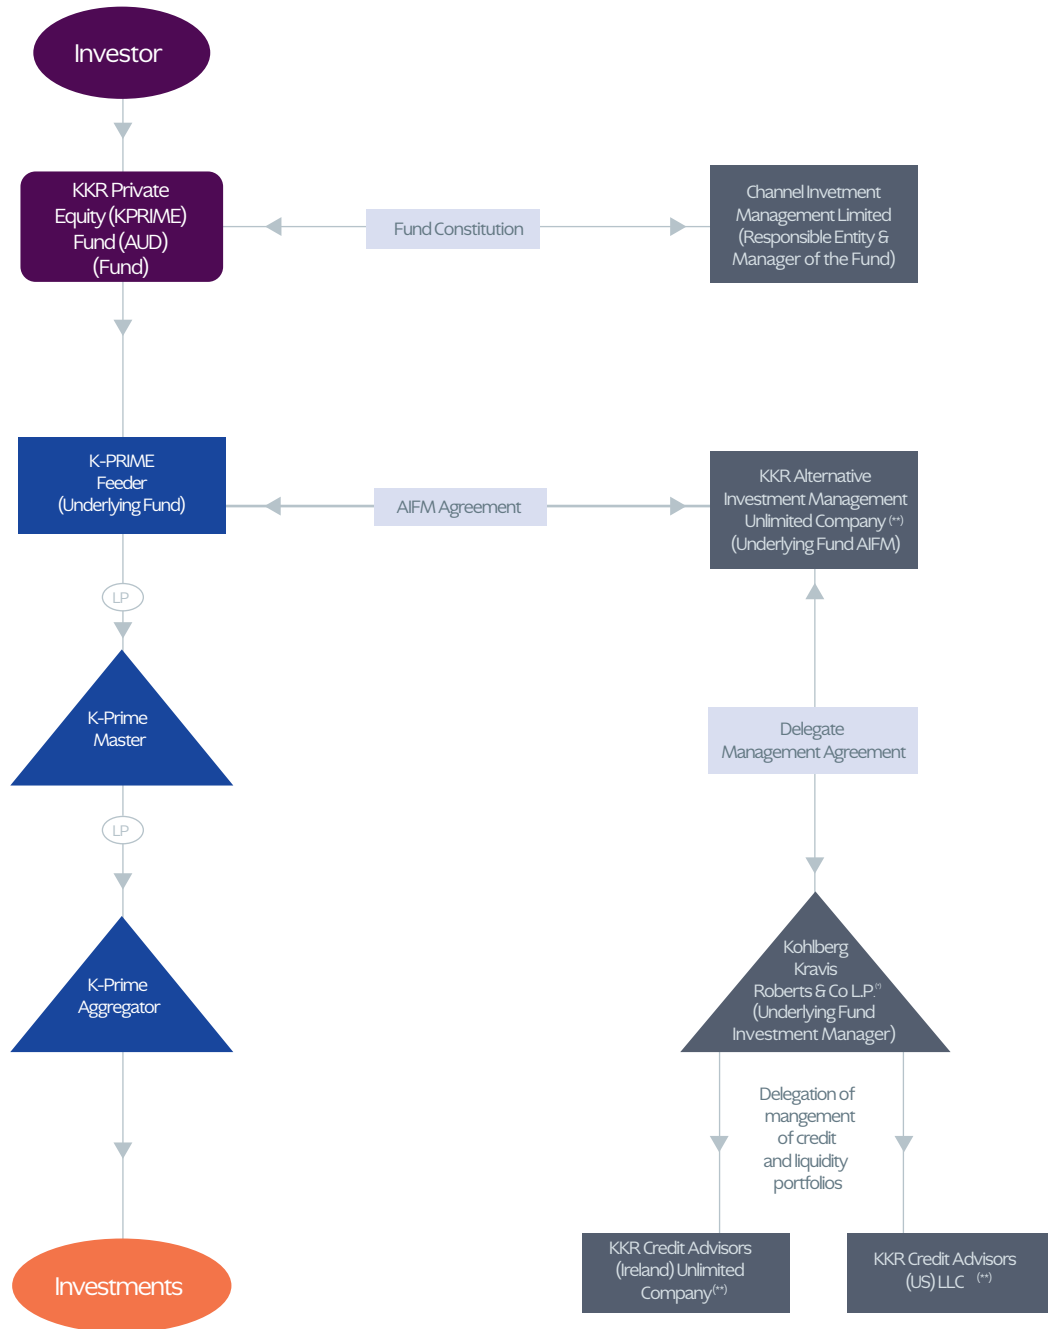 Investor
KKR Private
Equity (KPRIME)
Fund (AUD)
(Fund)
Fund Constitution
Channel Invetment
Management Limited
(Responsible Entity &
Manager of the Fund)
K-PRIME
Feeder
(Underlying Fund)
AIFM Agreement
KKR Alternative
Investment Management
Unlimited Company (**)
(Underlying Fund AIFM)
LP
K-Prime
Master
Delegate
Management Agreement
LP
K-Prime
Aggregator
Kohlberg
Kravis
Roberts & Co L.P.(*)
(Underlying Fund
Investment Manager)
Delegation of
mangement
of credit
and liquidity
portfolios
Investments
KKR Credit Advisors
(Ireland) Unlimited
Company(**)
KKR Credit Advisors
(US) LLC (**)